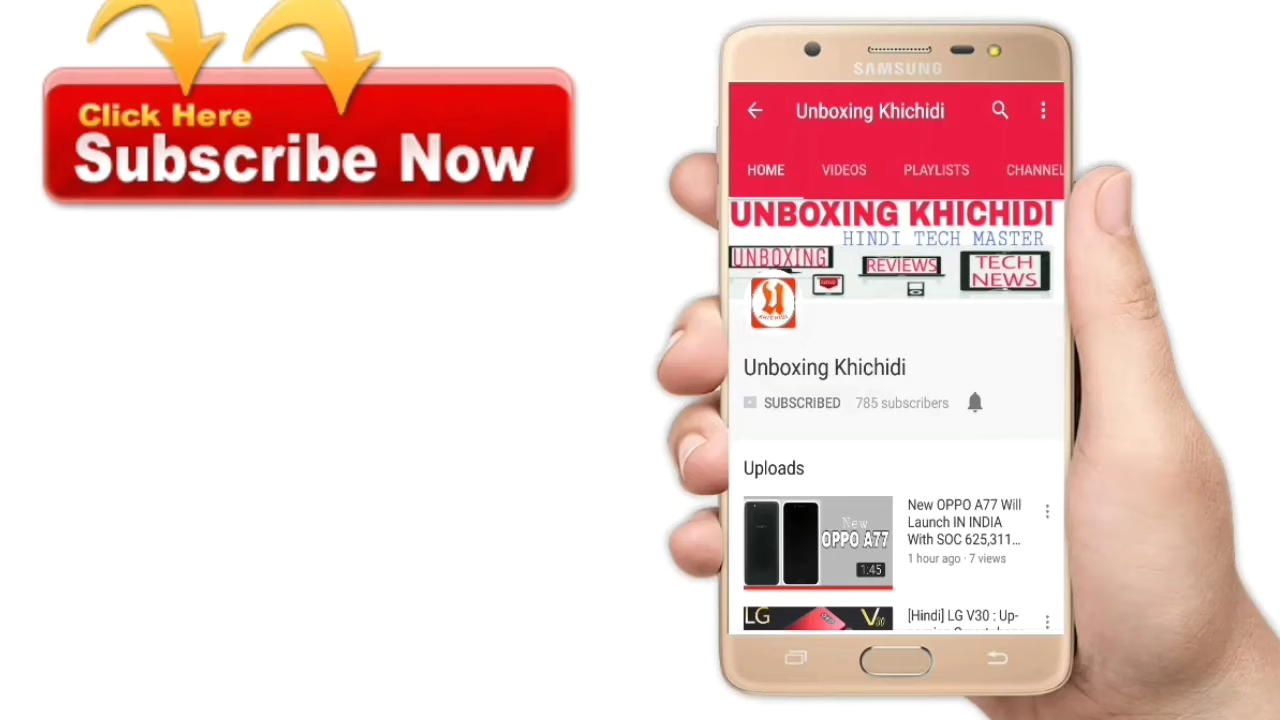 Click Here
Subscribe Now
SAMSUNG
Unboxing Khichidi
HOME VIDEOS PLAYLISTS CHANNEL
UNBOXING KHICHIDI
HINDI TECH MASTER
UNBOXING
REVIEWS
TECH
NEWS
U
KHICHIDI
Unboxing Khichidi
SUBSCRIBED 785 subscribers
Uploads
New
OPPO A77
1:45
New OPPO A77 Will
Launch IN INDIA
With SOC 625,311...
1 hour ago · 7 views
LG V30
[Hindi] LG V30 : Up-